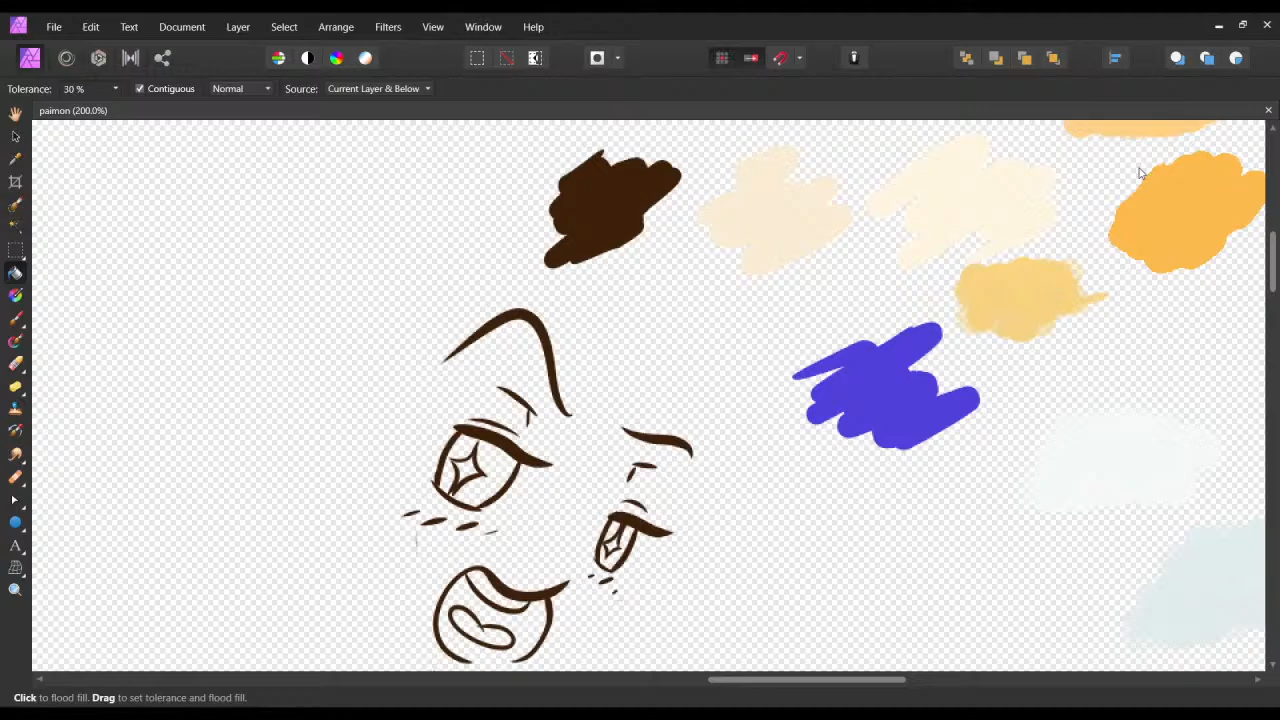 File Edit Text Document Layer Select Arrange Filters View Window Help
Tolerance: 30 % Contiguous Normal Source: Current Layer & Below
paimon (200.0%)
Click to flood fill. Drag to set tolerance and flood fill.